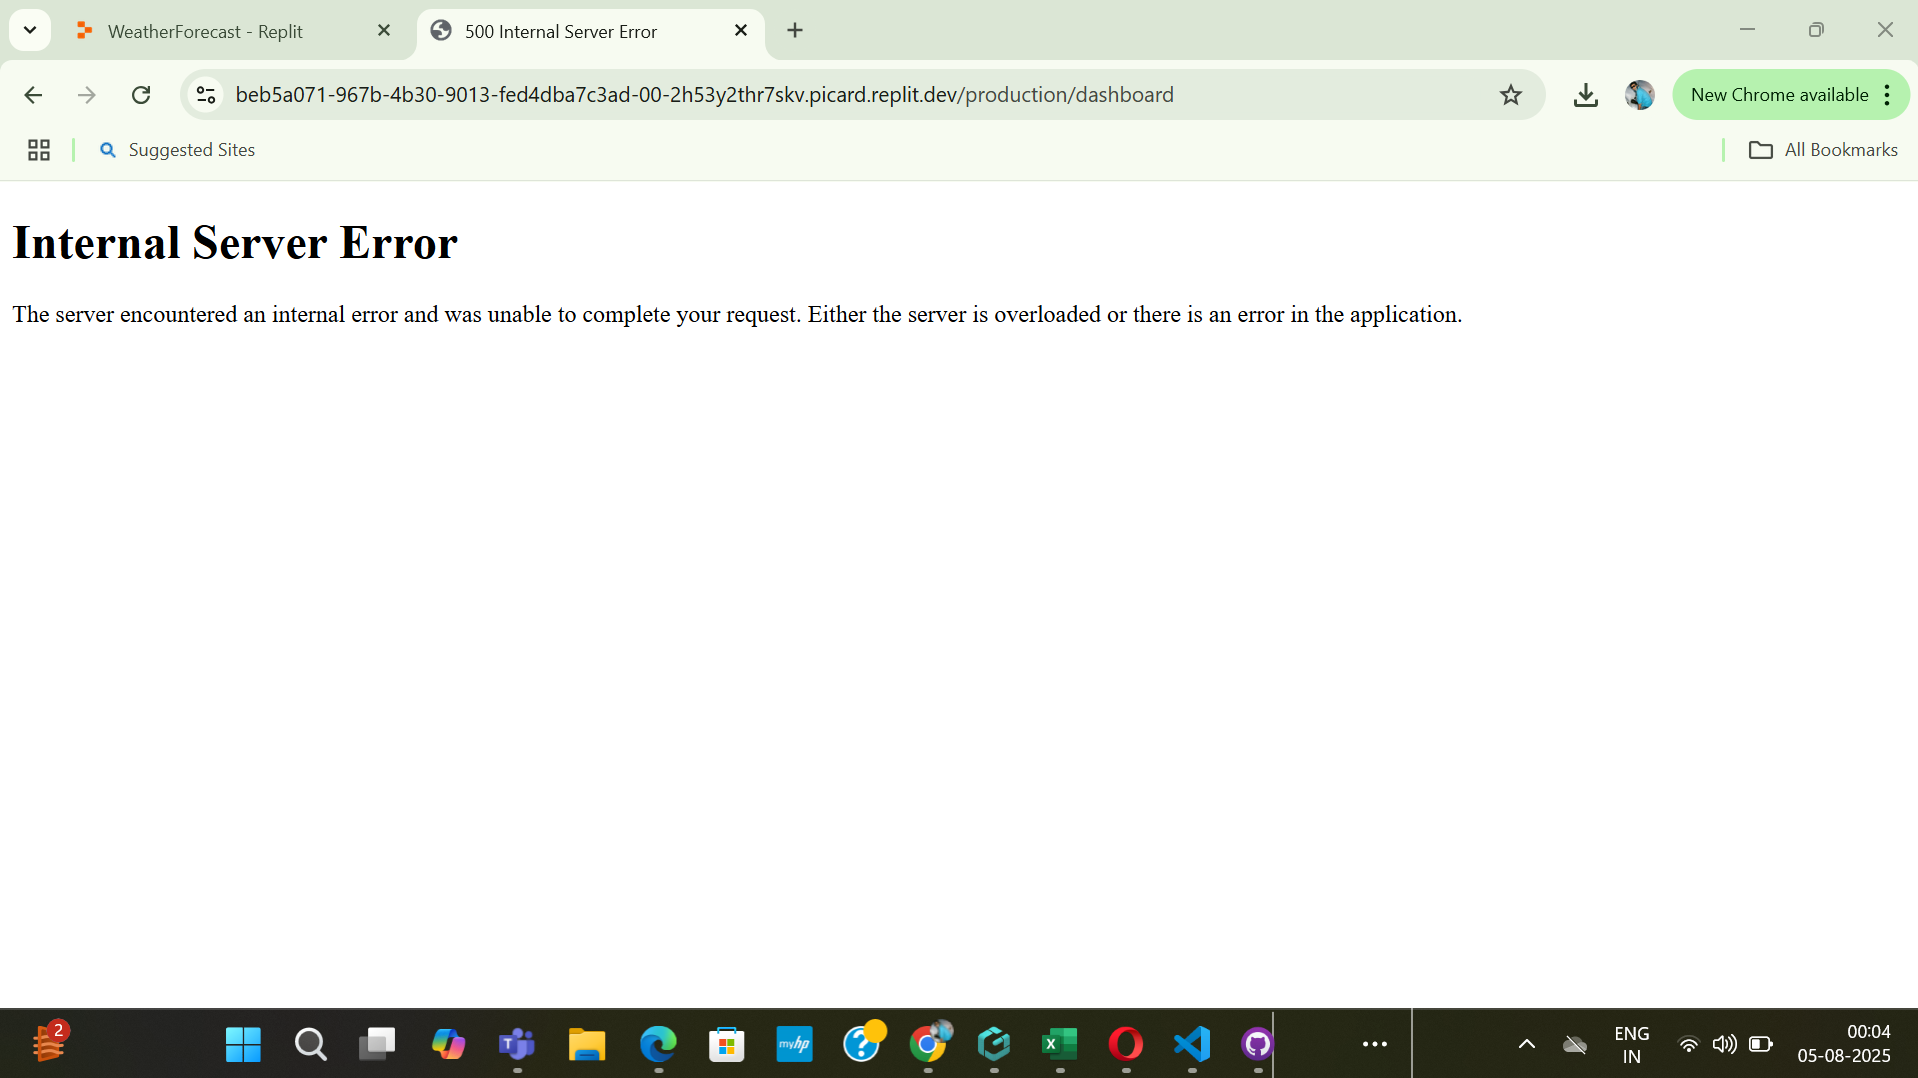 WeatherForecast - Replit
500 Internal Server Error
beb5a071-967b-4b30-9013-fed4dba7c3ad-00-2h53y2thr7skv.picard.replit.dev/production/dashboard
New Chrome available
Suggested Sites
All Bookmarks
Internal Server Error
The server encountered an internal error and was unable to complete your request. Either the server is overloaded or there is an error in the application.
2
T
myhp
?
X
ENG
IN
00:04
05-08-2025